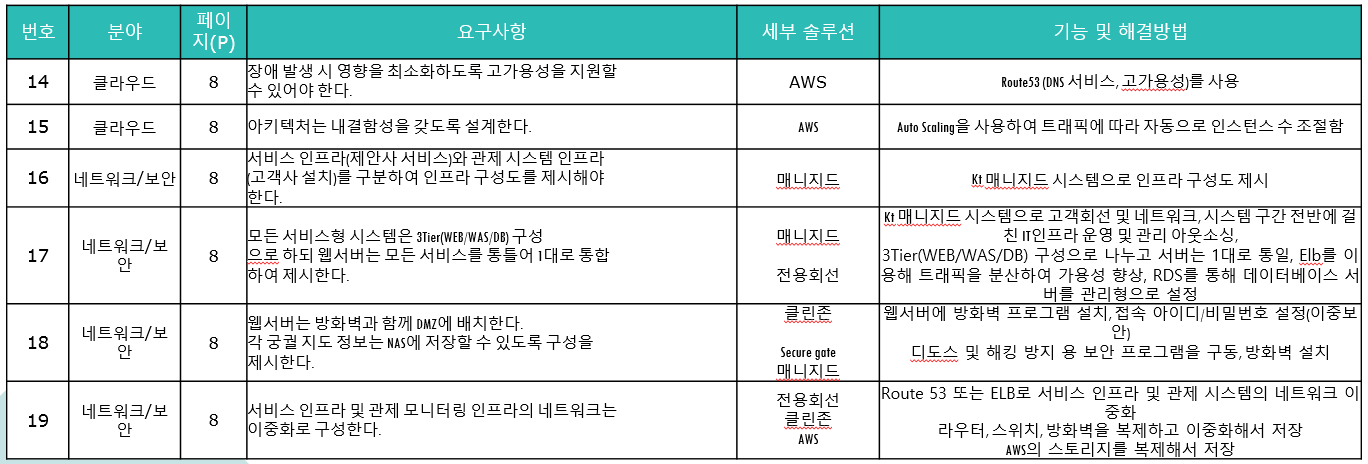 번호 분야 페이지(P) 요구사항 세부 솔루션 기능 및 해결방법
14 클라우드 8 장애 발생 시 영향을 최소화하도록 고가용성을 지원할
수 있어야 한다. AWS Route53 (DNS 서비스, 고가용성)를 사용
15 클라우드 8 아키텍처는 내결함성을 갖도록 설계한다. AWS Auto Scaling을 사용하여 트래픽에 따라 자동으로 인스턴스 수 조절함
16 네트워크/보안 8 서비스 인프라(제안사 서비스)와 관제 시스템 인프라
(고객사 설치)를 구분하여 인프라 구성도를 제시해야
한다. 매니지드 Kt 매니지드 시스템으로 인프라 구성도 제시
17 네트워크/보안 8 모든 서비스형 시스템은 3Tier(WEB/WAS/DB) 구성
으로 하되 웹서버는 모든 서비스를 통틀어 1대로 통합
하여 제시한다.
매니지드
전용회선
Kt 매니지드 시스템으로 고객회선 및 네트워크, 시스템 구간 전반에 걸
친 IT인프라 운영 및 관리 아웃소싱,
3Tier(WEB/WAS/DB) 구성으로 나누고 서버는 1대로 통일, Elb를 이
용해 트래픽을 분산하여 가용성 향상, RDS를 통해 데이터베이스 서
버를 관리형으로 설정
18 네트워크/보안 8 웹서버는 방화벽과 함께 DMZ에 배치한다.
각 궁궐 지도 정보는 NAS에 저장할 수 있도록 구성을
제시한다.
클린존
Secure gate
매니지드
웹서버에 방화벽 프로그램 설치, 접속 아이디/비밀번호 설정(이중보
안)
디도스 및 해킹 방지 용 보안 프로그램을 구동, 방화벽 설치
19 네트워크/보안 8 서비스 인프라 및 관제 모니터링 인프라의 네트워크는
이중화로 구성한다.
전용회선
클린존
AWS
Route 53 또는 ELB로 서비스 인프라 및 관제 시스템의 네트워크 이
중화
라우터, 스위치, 방화벽을 복제하고 이중화해서 저장
AWS의 스토리지를 복제해서 저장